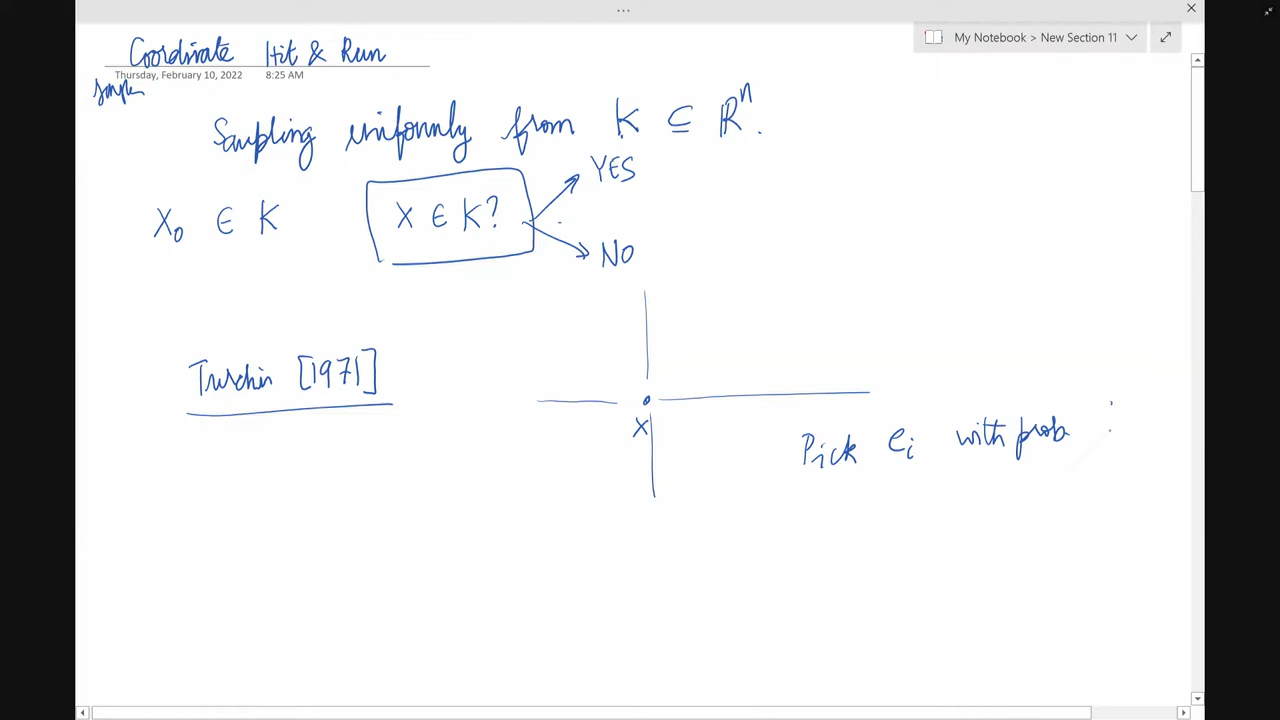 ...
My Notebook > New Section 11
Coordinate Hit & Run
Thursday, February 10, 2022 8:25 AM
Sampling uniformly from K ⊆ ℝⁿ.
X₀ ∈ K
X ∈ K?
YES
NO
Turchin [1971]
X
Pick eᵢ with prob